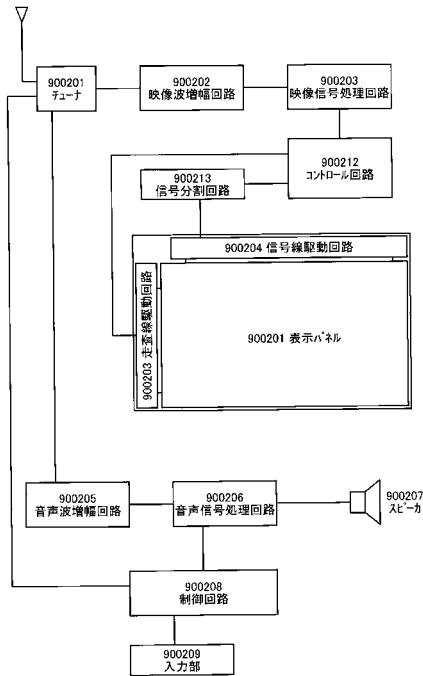 900201
チューナ
900202
映像波増幅回路
900203
映像信号処理回路
900212
コントロール回路
900213
信号分割回路
900204 信号線駆動回路
900203 走査線駆動回路
900201 表示パネル
900205
音声波増幅回路
900206
音声信号処理回路
900207
スピーカ
900208
制御回路
900209
入力部